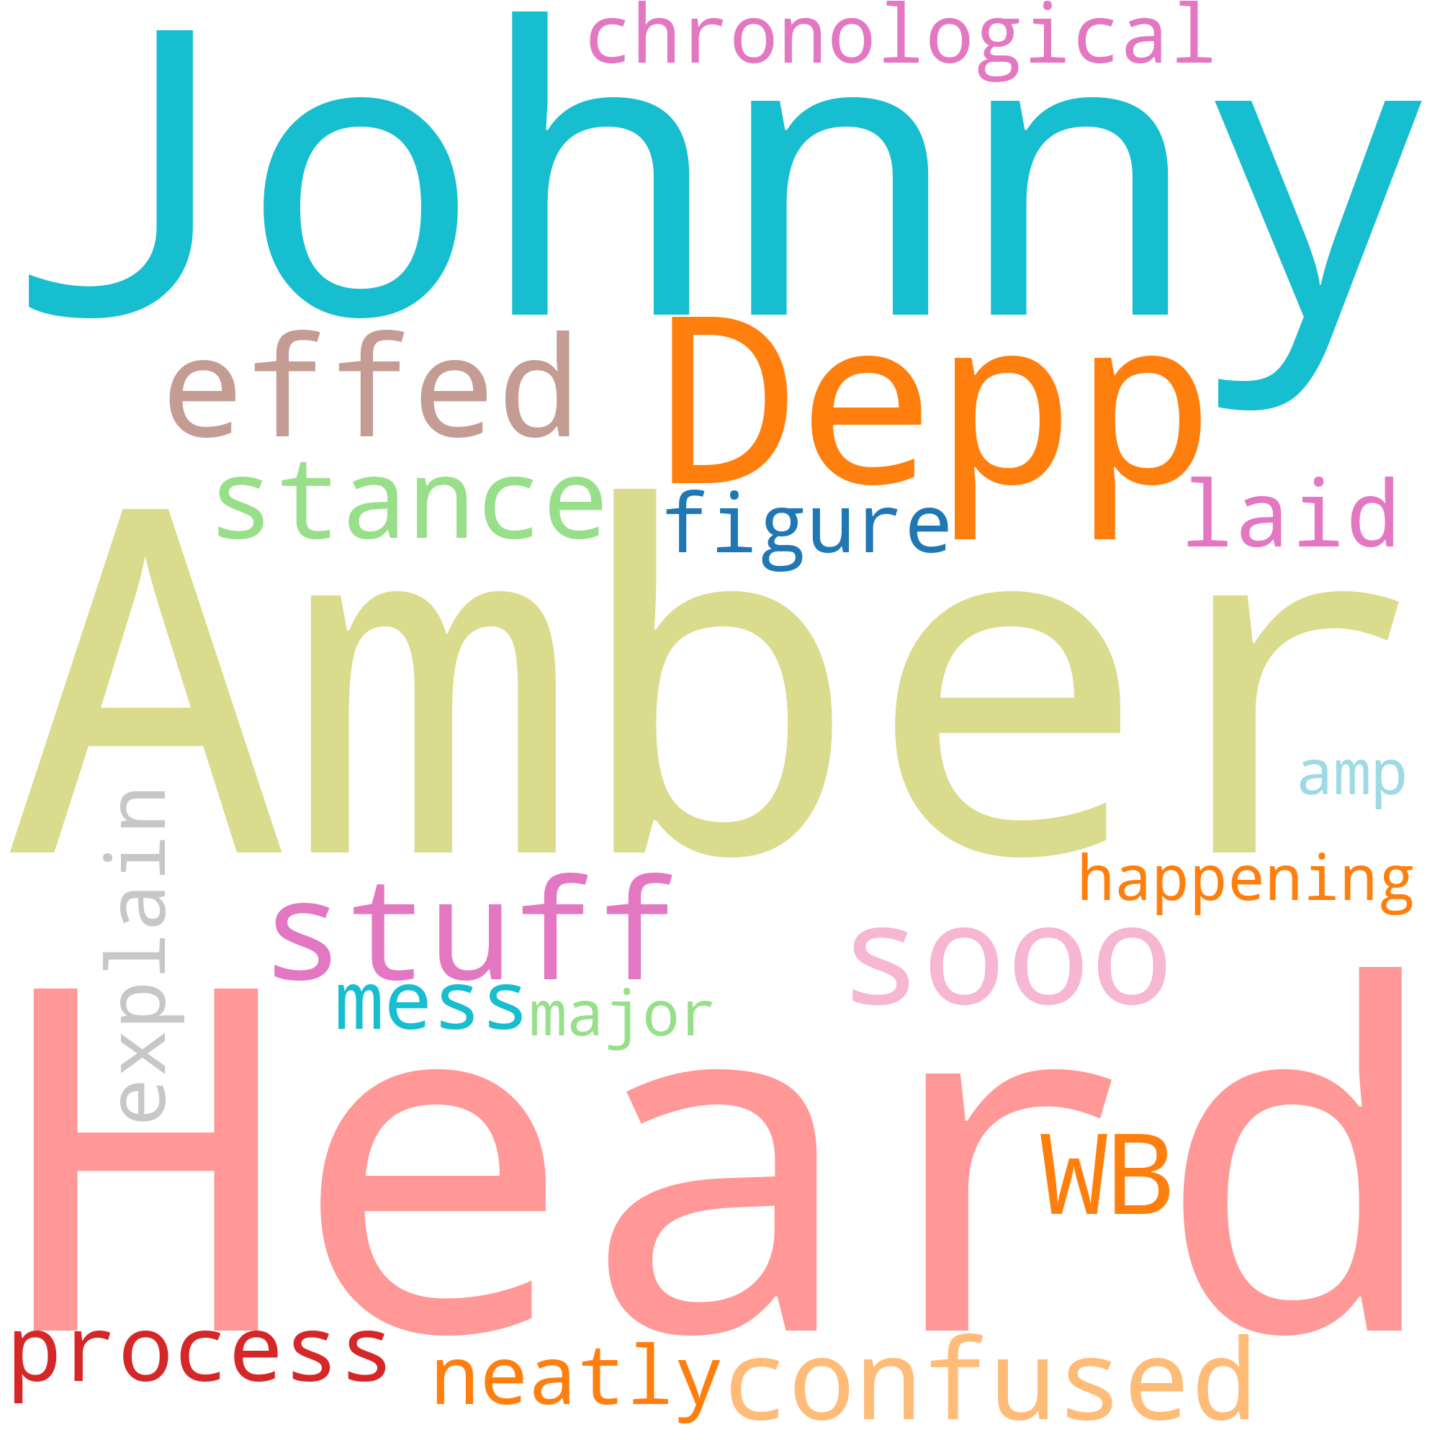 chronological
Johnny
effed Depp
stance figure laid
Amber
amp
explain
happening
stuff
sooo
mess major
Heard
WB
process
neatly confused